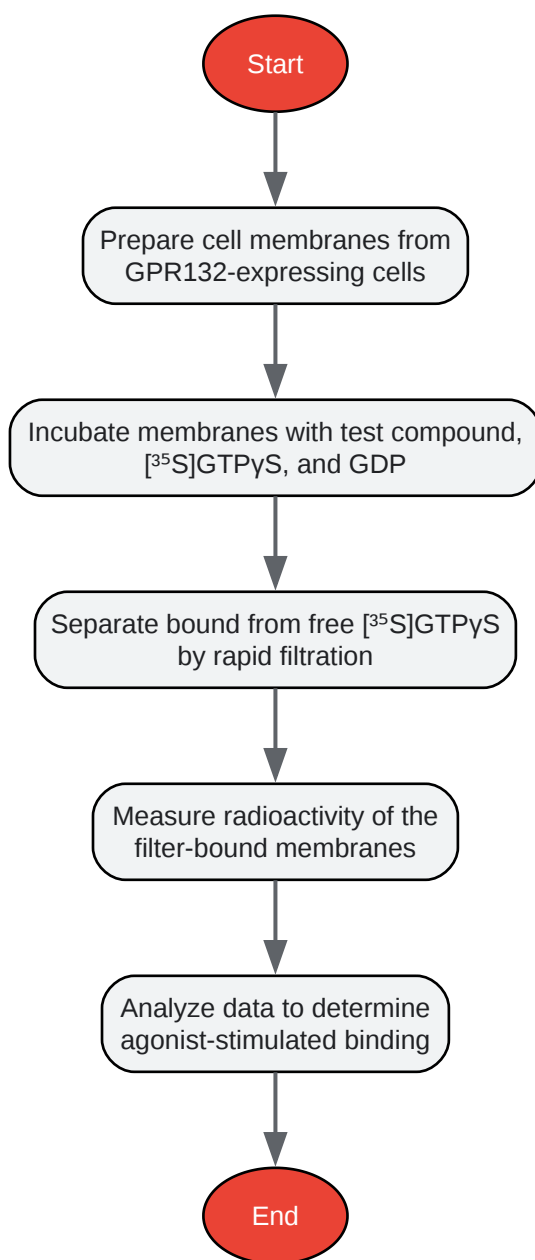 Start
Prepare cell membranes from
GPR132-expressing cells
Incubate membranes with test compound,
[³⁵S]GTPγS, and GDP
Separate bound from free [³⁵S]GTPγS
by rapid filtration
Measure radioactivity of the
filter-bound membranes
Analyze data to determine
agonist-stimulated binding
End